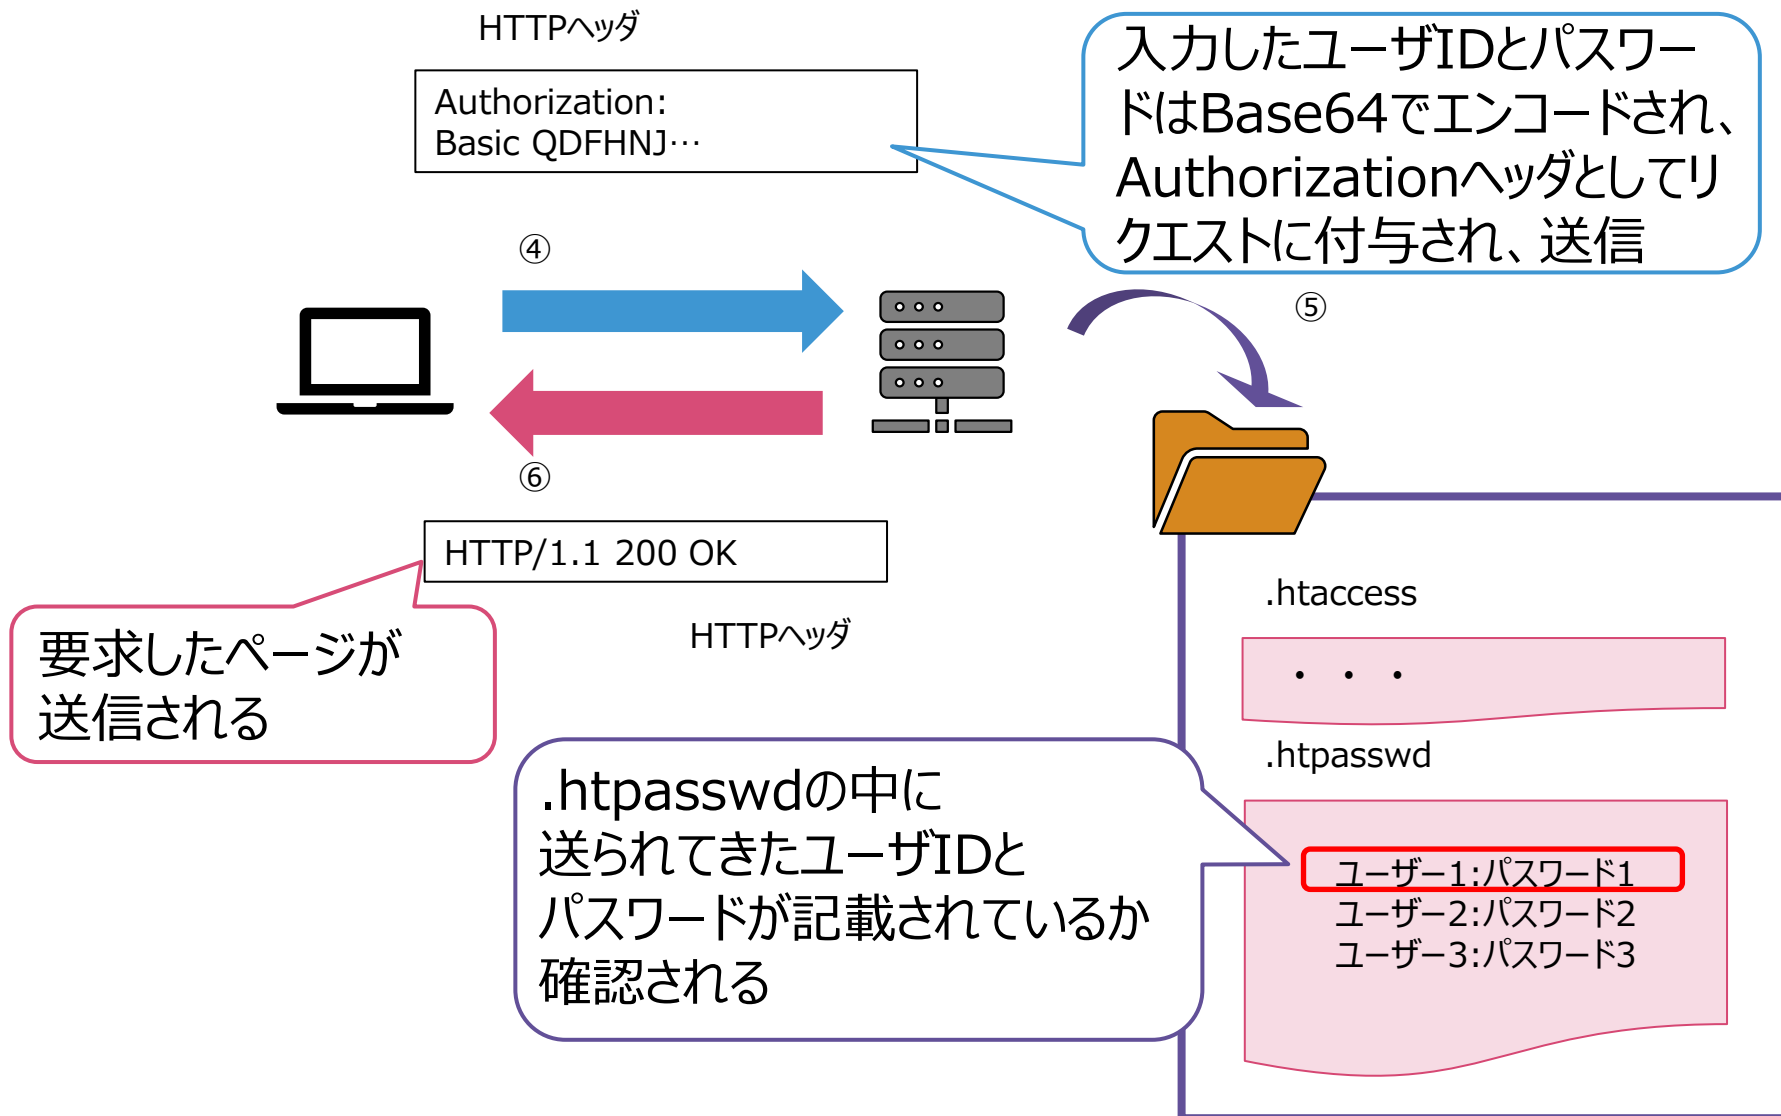 HTTPヘッダ
Authorization:
Basic QDFHNJ…
入力したユーザIDとパスワー
ドはBase64でエンコードされ、
Authorizationヘッダとしてリ
クエストに付与され、送信
④
⑤
⑥
HTTP/1.1 200 OK
HTTPヘッダ
要求したページが
送信される
.htaccess
・・・
.htpasswd
.htpasswdの中に
送られてきたユーザIDと
パスワードが記載されているか
確認される
ユーザー1:パスワード1
ユーザー2:パスワード2
ユーザー3:パスワード3